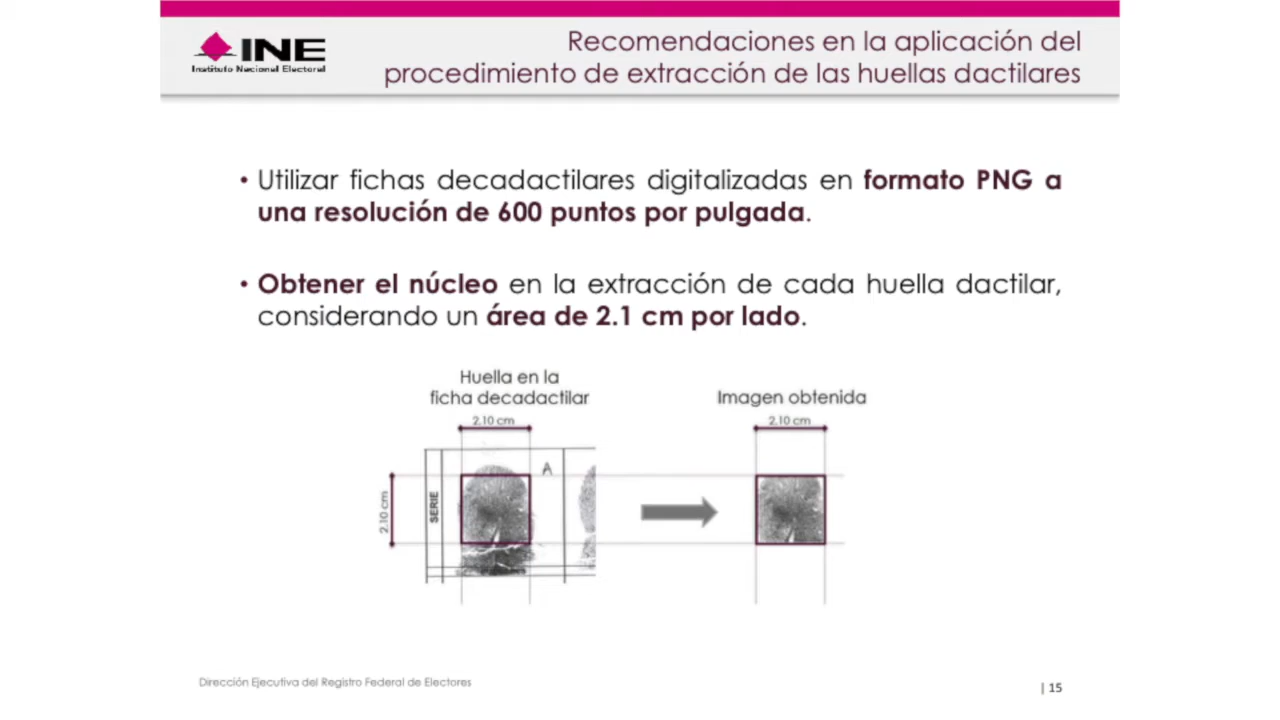 INE
Instituto Nacional Electoral
Recomendaciones en la aplicación del
procedimiento de extracción de las huellas dactilares
• Utilizar fichas decadactilares digitalizadas en formato PNG a
una resolución de 600 puntos por pulgada.
• Obtener el núcleo en la extracción de cada huella dactilar,
considerando un área de 2.1 cm por lado.
Huella en la
ficha decadactilar
2.10 cm
2.10 cm
SERIE
A
Imagen obtenida
2.10 cm
Dirección Ejecutiva del Registro Federal de Electores
| 15